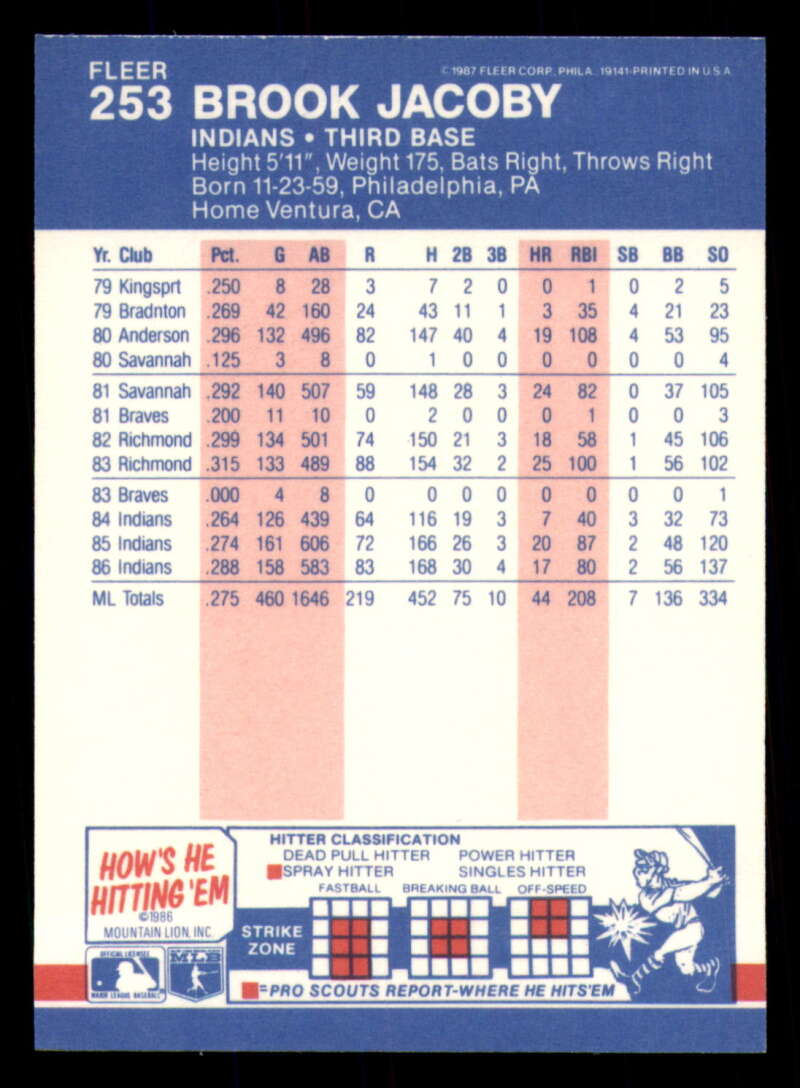 FLEER
©1987 FLEER CORP., PHILA. 19141-PRINTED IN U.S.A.
253 BROOK JACOBY
INDIANS • THIRD BASE
Height 5'11", Weight 175, Bats Right, Throws Right
Born 11-23-59, Philadelphia, PA
Home Ventura, CA
Yr. Club Pct. G AB R H 2B 3B HR RBI SB BB SO
79 Kingsprt .250 8 28 3 7 2 0 0 1 0 2 5
79 Bradnton .269 42 160 24 43 11 1 3 35 4 21 23
80 Anderson .296 132 496 82 147 40 4 19 108 4 53 95
80 Savannah .125 3 8 0 1 0 0 0 0 0 0 4
81 Savannah .292 140 507 59 148 28 3 24 82 0 37 105
81 Braves .200 11 10 0 2 0 0 0 1 0 0 3
82 Richmond .299 134 501 74 150 21 3 18 58 1 45 106
83 Richmond .315 133 489 88 154 32 2 25 100 1 56 102
83 Braves .000 4 8 0 0 0 0 0 0 0 0 1
84 Indians .264 126 439 64 116 19 3 7 40 3 32 73
85 Indians .274 161 606 72 166 26 3 20 87 2 48 120
86 Indians .288 158 583 83 168 30 4 17 80 2 56 137
ML Totals .275 460 1646 219 452 75 10 44 208 7 136 334
HOW'S HE
HITTING 'EM
©1986
MOUNTAIN LION, INC.
HITTER CLASSIFICATION
DEAD PULL HITTER POWER HITTER
SPRAY HITTER SINGLES HITTER
FASTBALL BREAKING BALL OFF-SPEED
STRIKE
ZONE
OFFICIAL LICENSEE
MAJOR LEAGUE BASEBALL
MLB
=PRO SCOUTS REPORT-WHERE HE HITS'EM